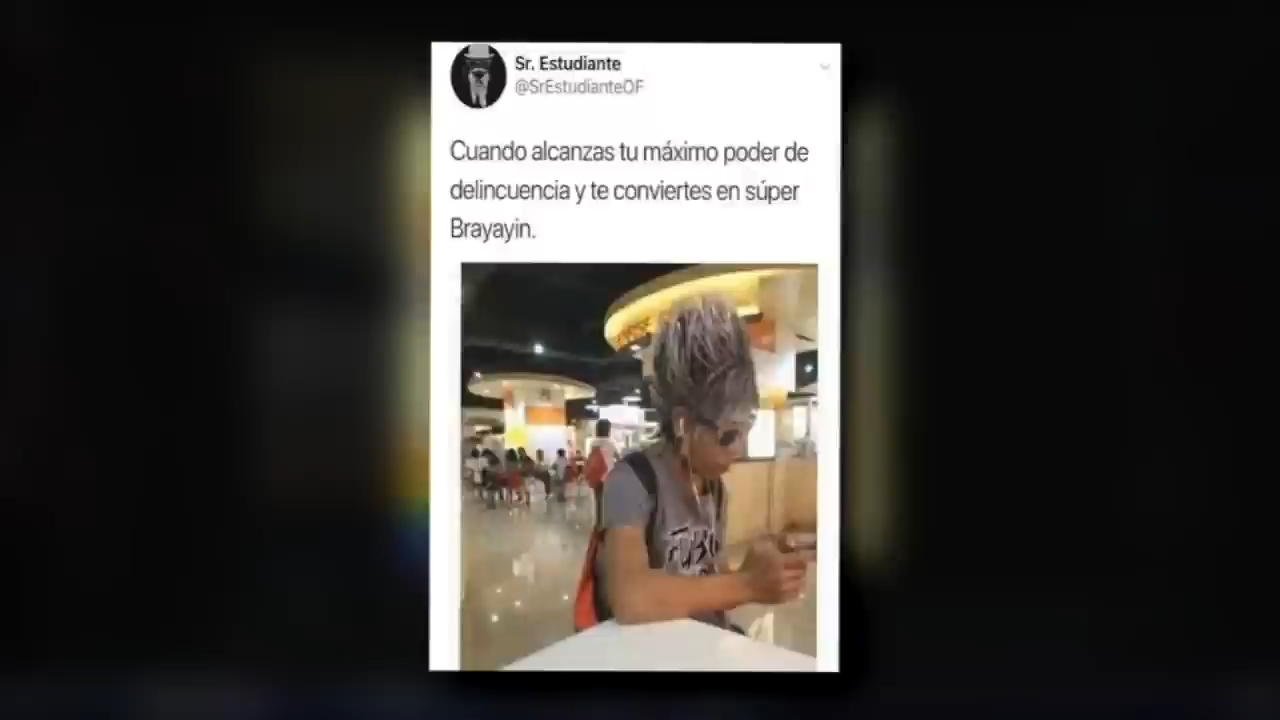 Sr. Estudiante
@SrEstudianteOF
Cuando alcanzas tu máximo poder de
delincuencia y te conviertes en súper
Brayayin.